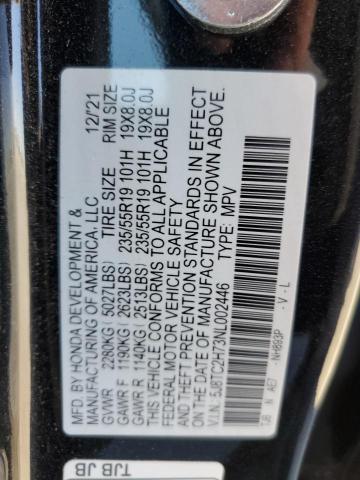 MFD. BY HONDA DEVELOPMENT &
MANUFACTURING OF AMERICA, LLC 12/21
GVWR 2280KG (5027LBS) TIRE SIZE RIM SIZE
GAWR F 1190KG (2623LBS) 235/55R19 101H 19X8.0J
GAWR R 1140KG (2513LBS) 235/55R19 101H 19X8.0J
THIS VEHICLE CONFORMS TO ALL APPLICABLE
FEDERAL MOTOR VEHICLE SAFETY
AND THEFT PREVENTION STANDARDS IN EFFECT
ON THE DATE OF MANUFACTURE SHOWN ABOVE.
V.I.N.: 5J8TC2H73NL002446 TYPE: MPV
TJB N AE7 NH893P - V - L
TJB JB